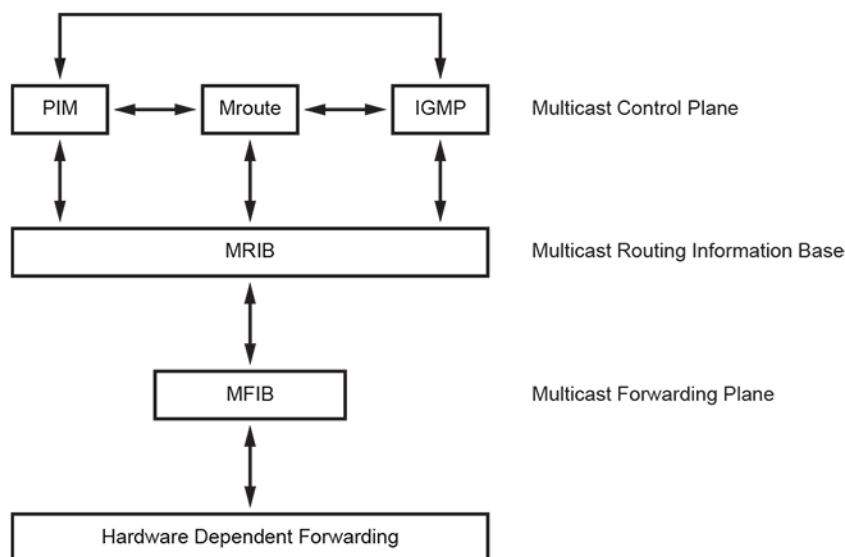 PIM
Mroute
IGMP
Multicast Control Plane
MRIB
Multicast Routing Information Base
MFIB
Multicast Forwarding Plane
Hardware Dependent Forwarding